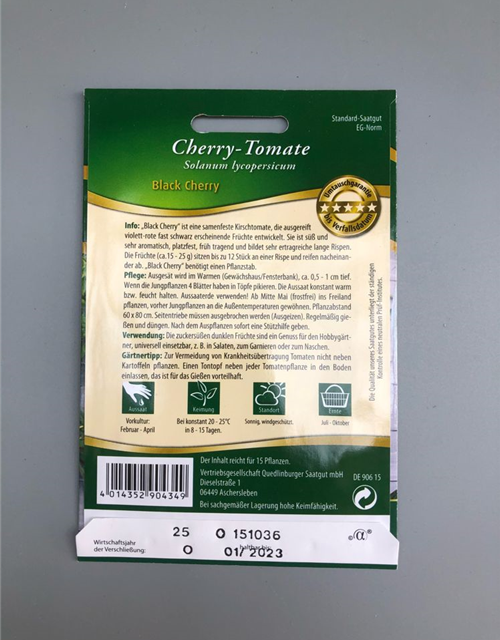 Standard-Saatgut
EG-Norm
Cherry-Tomate
Solanum lycopersicum
Black Cherry
Umtauschgarantie
bis Verfallsdatum
Info: „Black Cherry" ist eine samenfeste Kirschtomate, die ausgereift
violett-rote fast schwarz erscheinende Früchte entwickelt. Sie ist süß und
sehr aromatisch, platzfest, früh tragend und bildet sehr ertragreiche lange Rispen.
Die Früchte (ca.15 - 25 g) sitzen bis zu 12 Stück an einer Rispe und reifen nacheinan-
der ab. „Black Cherry" benötigt einen Pflanzstab.
Pflege: Ausgesät wird im Warmen (Gewächshaus/Fensterbank), ca. 0,5 - 1 cm tief.
Wenn die Jungpflanzen 4 Blätter haben in Töpfe pikieren. Die Aussaat konstant warm
bzw. feucht halten. Aussaaterde verwenden! Ab Mitte Mai (frostfrei) ins Freiland
pflanzen, vorher Jungpflanzen an die Außentemperaturen gewöhnen. Pflanzabstand
60 x 80 cm. Seitentriebe müssen ausgebrochen werden (Ausgeizen). Regelmäßig gie-
ßen und düngen. Nach dem Auspflanzen sofort eine Stützhilfe geben.
Verwendung: Die zuckersüßen dunklen Früchte sind ein Genuss für den Hobbygärt-
ner, universell einsetzbar, z. B. in Salaten, zum Garnieren oder zum Naschen.
Gärtnertipp: Zur Vermeidung von Krankheitsübertragung Tomaten nicht neben
Kartoffeln pflanzen. Einen Tontopf neben jeder Tomatenpflanze in den Boden
einlassen, das ist für das Gießen vorteilhaft.
Die Qualität unseres Saatgutes unterliegt der ständigen
Kontrolle eines neutralen Prüf-Institutes.
Aussaat
Keimung
Standort
Ernte
Vorkultur:
Februar - April
Bei konstant 20 - 25°C
in 8 - 15 Tagen.
Sonnig, windgeschützt.
Juli - Oktober
Der Inhalt reicht für 15 Pflanzen.
Vertriebsgesellschaft Quedlinburger Saatgut mbH
Dieselstraße 1
06449 Aschersleben
DE 906 15
Bei sachgemäßer Lagerung hohe Keimfähigkeit.
4 014352 904349
Wirtschaftsjahr
der Verschließung:
25 O 151036
O 01/2023